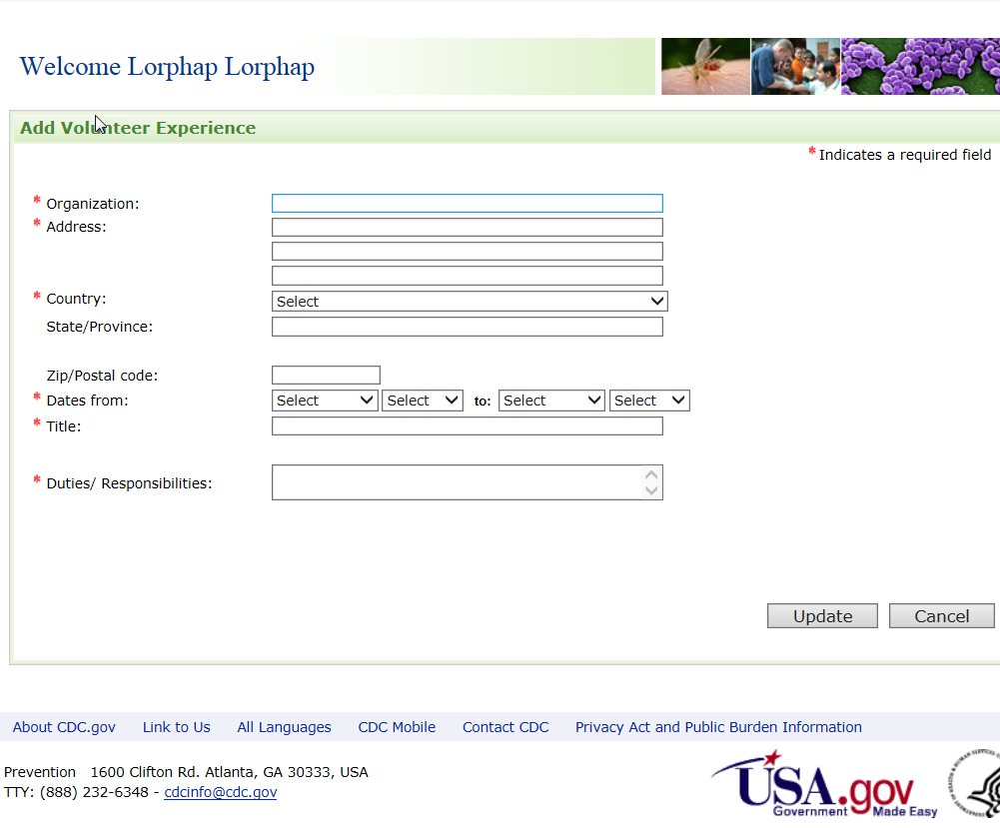 Welcome Lorphap Lorphap
Add Volunteer Experience
* Indicates a required field
* Organization:
* Address:
* Country: Select
State/Province:
Zip/Postal code:
* Dates from: Select Select to: Select Select
* Title:
* Duties/ Responsibilities:
Update Cancel
About CDC.gov Link to Us All Languages CDC Mobile Contact CDC Privacy Act and Public Burden Information
Prevention 1600 Clifton Rd. Atlanta, GA 30333, USA
TTY: (888) 232-6348 - cdcinfo@cdc.gov
USA.gov
Government Made Easy